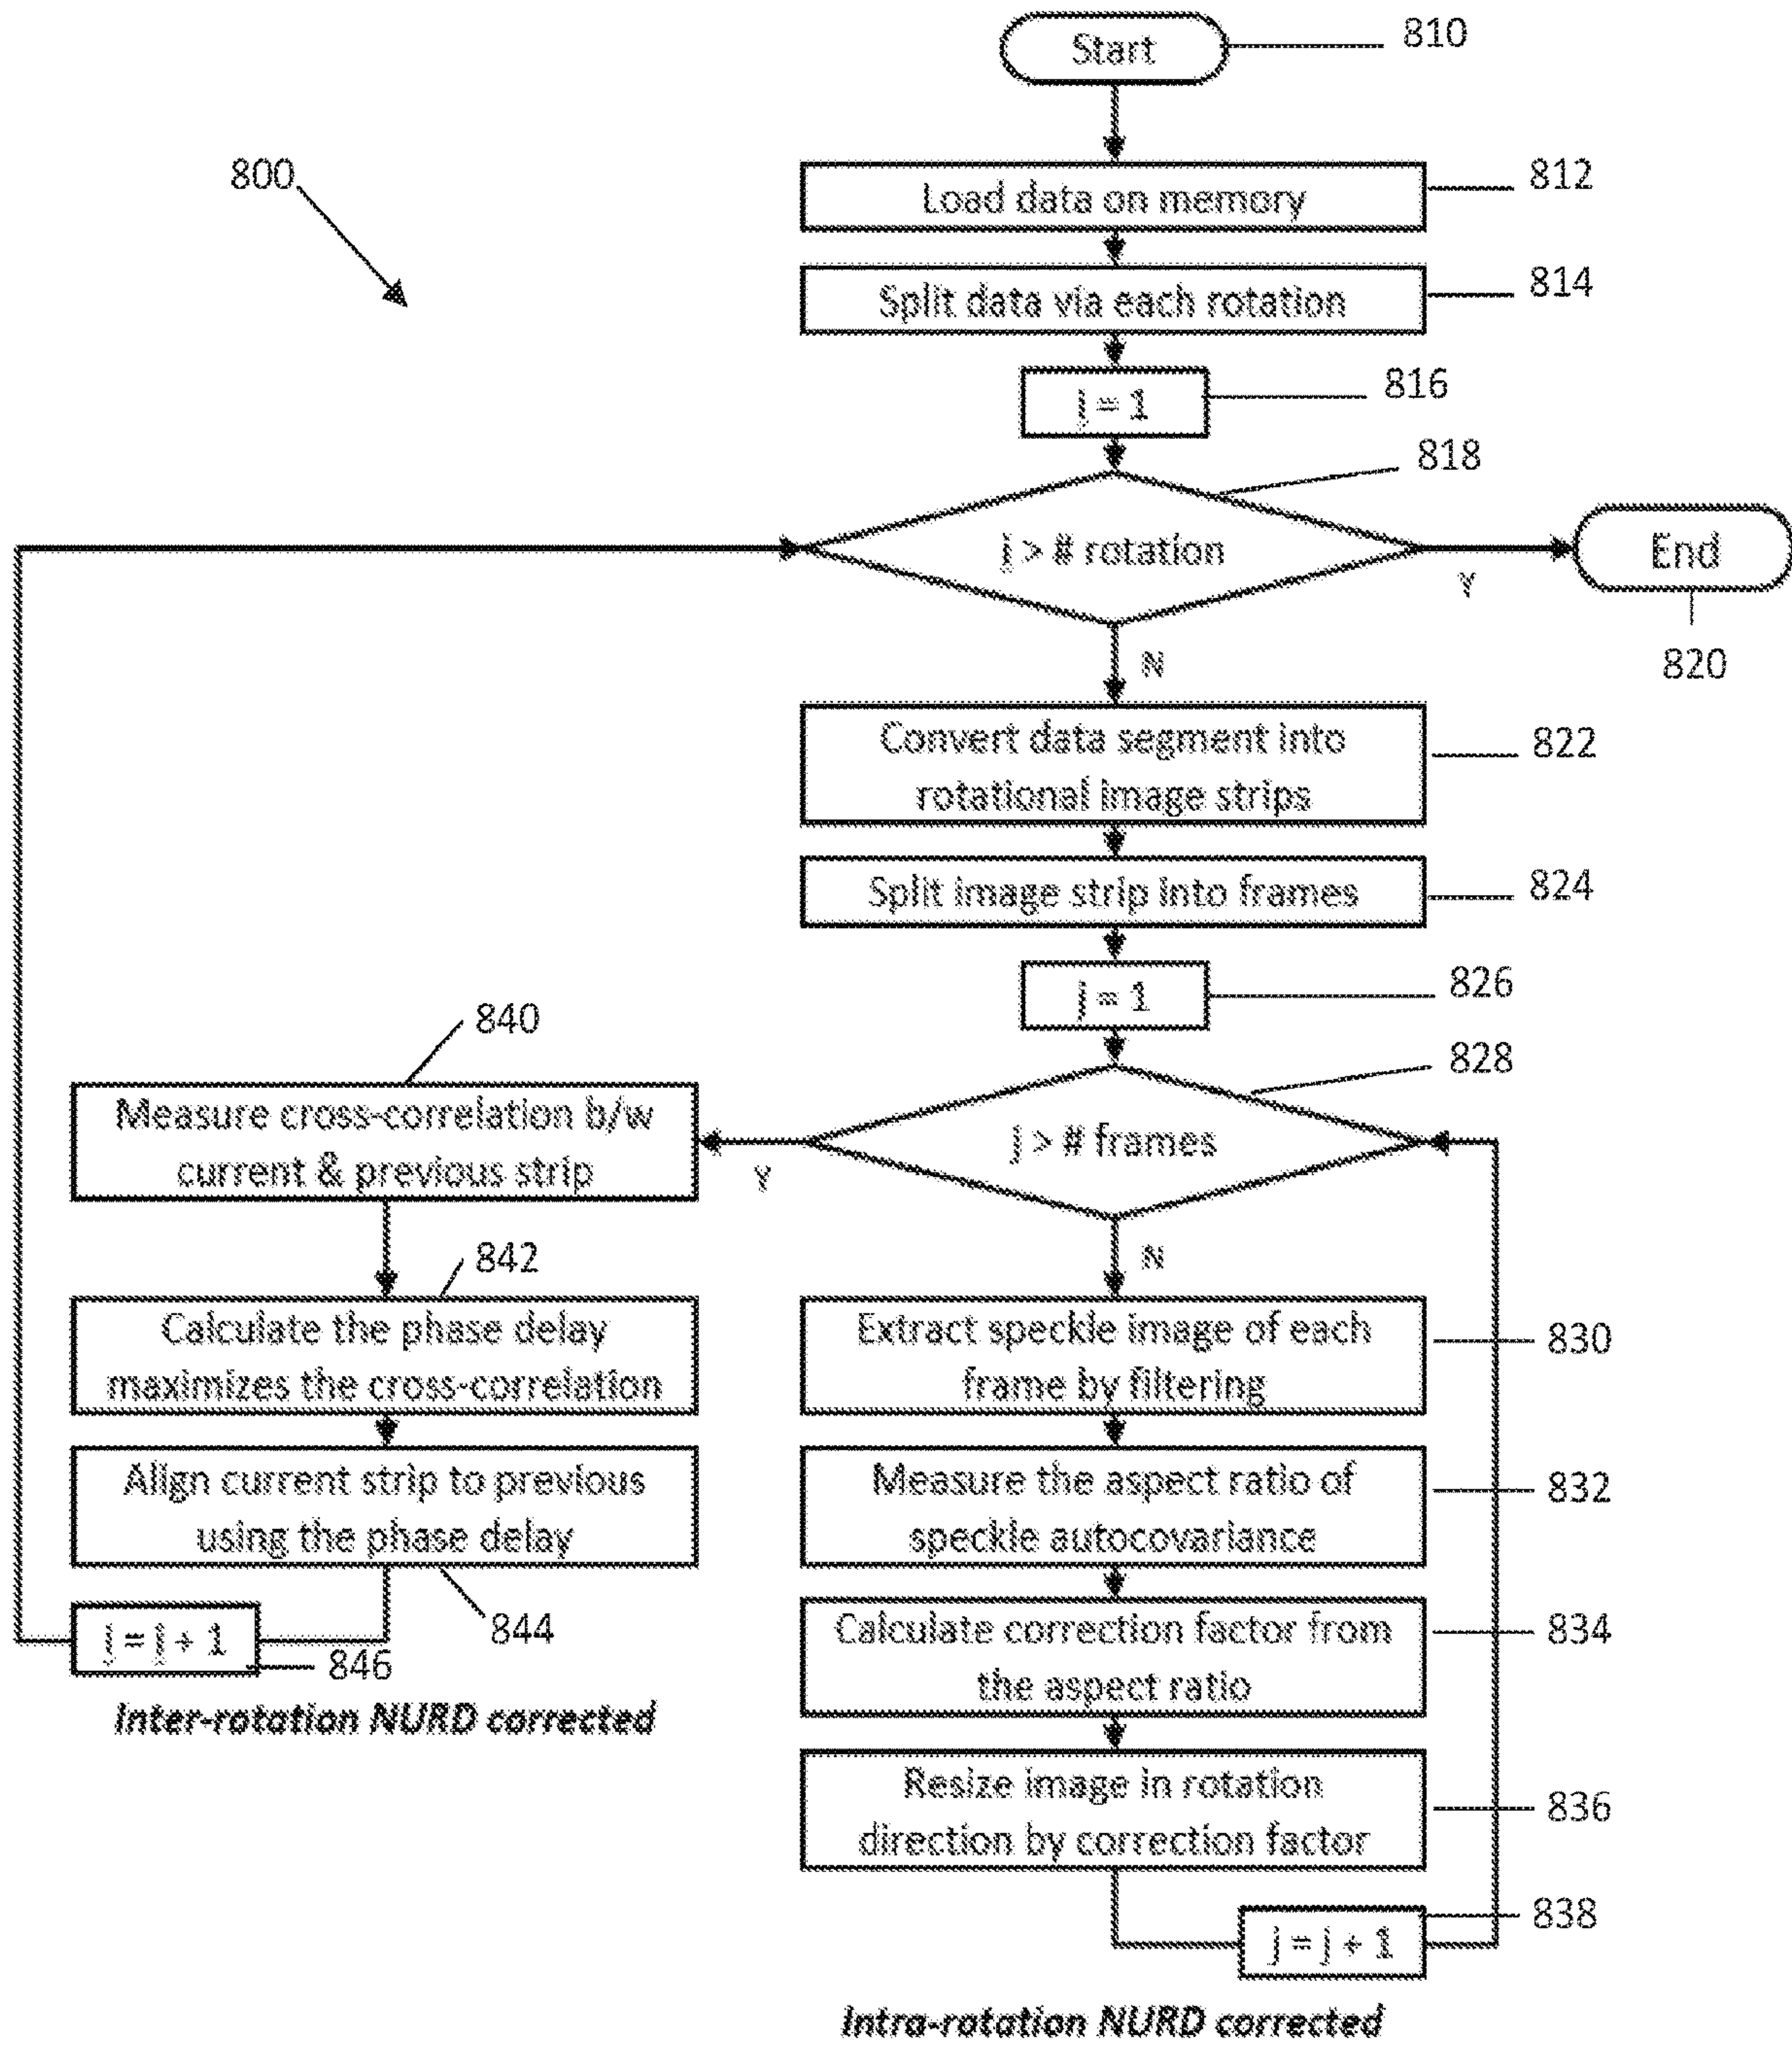 Start
810
800
Load data on memory
812
Split data via each rotation
814
i = 1
816
818
i > # rotation
Y
End
820
N
Convert data segment into
rotational image strips
822
Split image strip into frames
824
j = 1
826
828
j > # frames
Y
N
840
Measure cross-correlation b/w
current & previous strip
842
Calculate the phase delay
maximizes the cross-correlation
Align current strip to previous
using the phase delay
844
i = i + 1
846
Inter-rotation NURD corrected
Extract speckle image of each
frame by filtering
830
Measure the aspect ratio of
speckle autocovariance
832
Calculate correction factor from
the aspect ratio
834
Resize image in rotation
direction by correction factor
836
j = j + 1
838
Intra-rotation NURD corrected